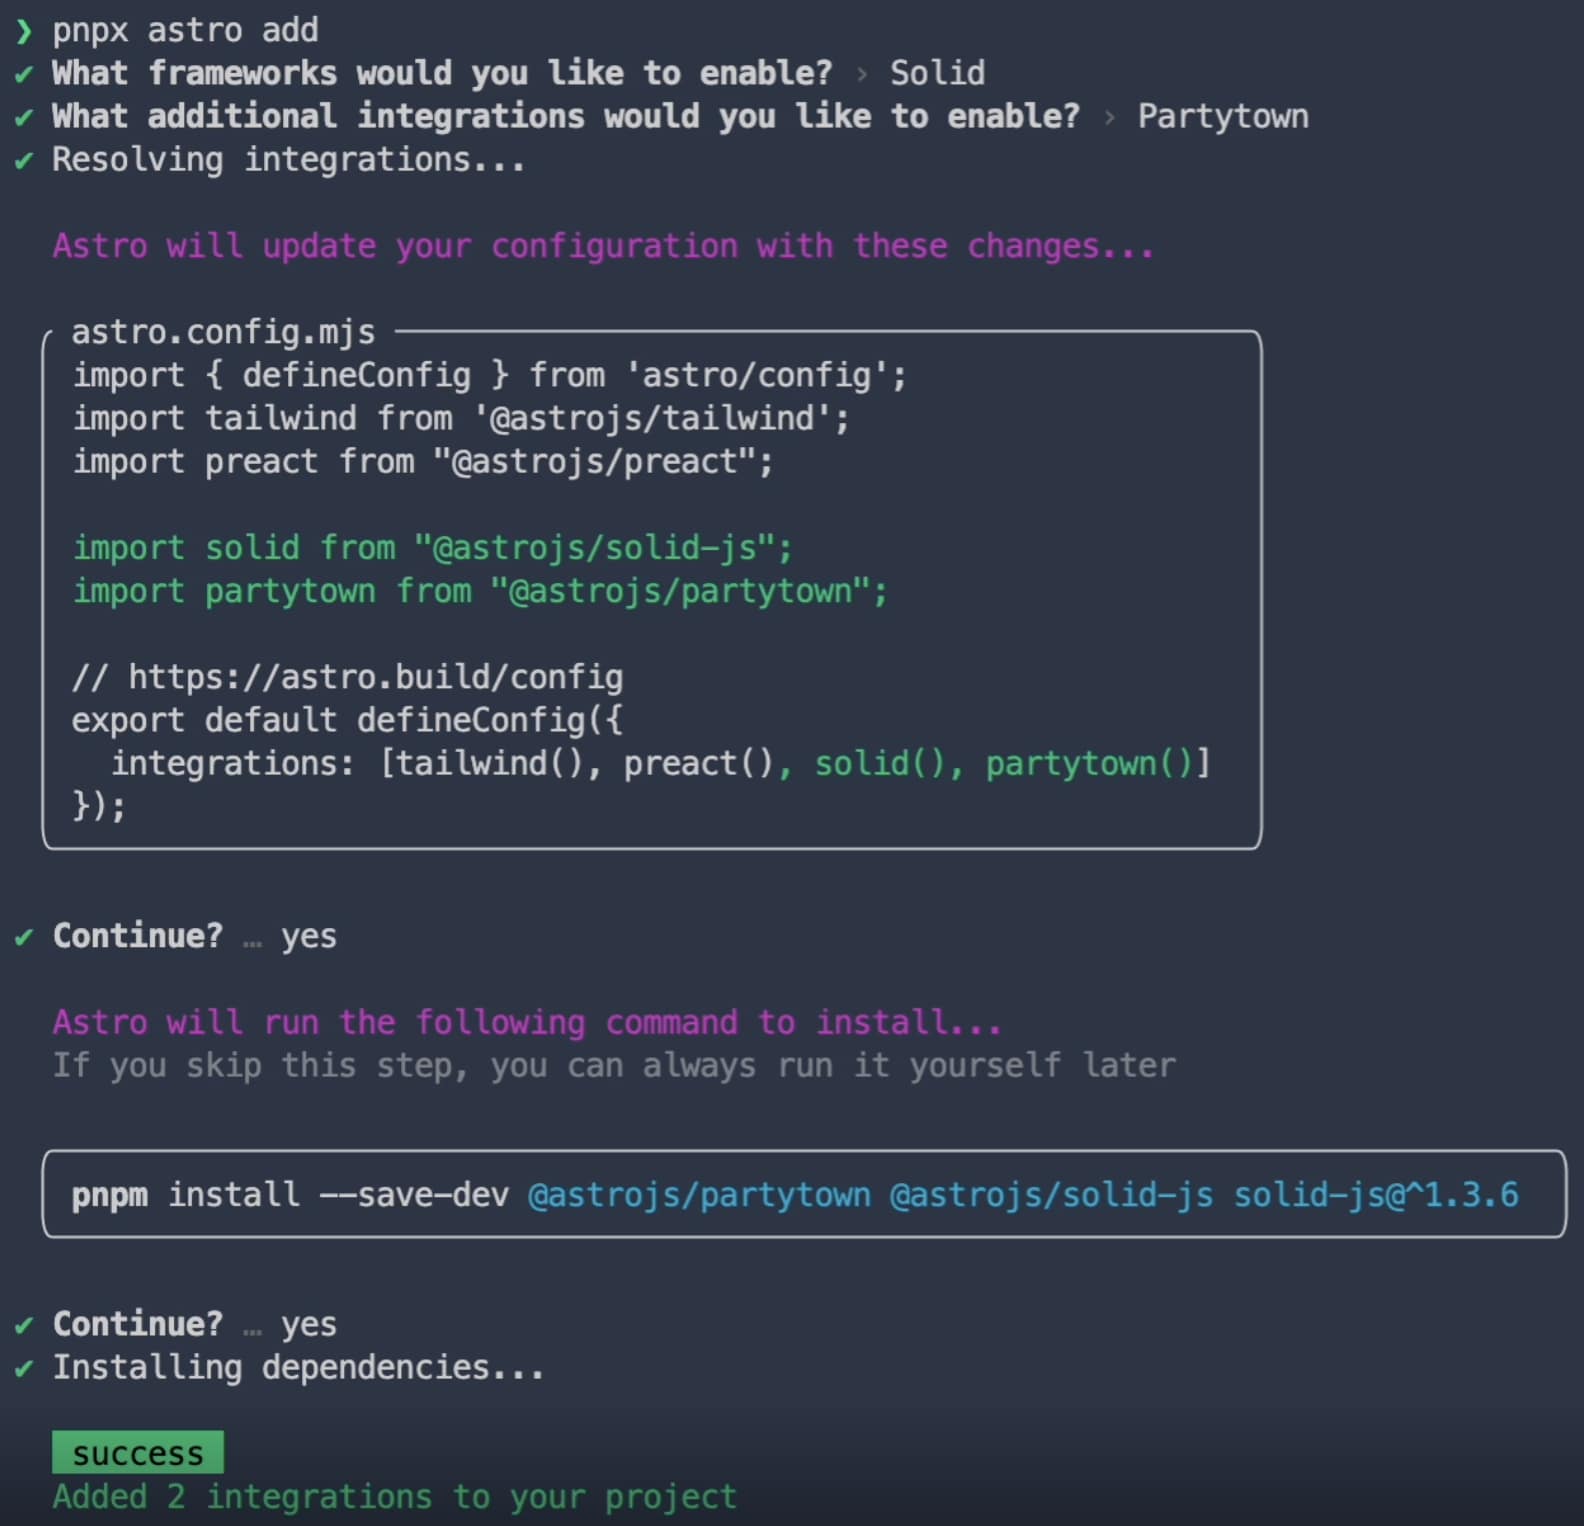 ❯ pnpx astro add
✔ What frameworks would you like to enable? › Solid
✔ What additional integrations would you like to enable? › Partytown
✔ Resolving integrations...
Astro will update your configuration with these changes...
astro.config.mjs
import { defineConfig } from 'astro/config';
import tailwind from '@astrojs/tailwind';
import preact from "@astrojs/preact";
import solid from "@astrojs/solid-js";
import partytown from "@astrojs/partytown";
// https://astro.build/config
export default defineConfig({
  integrations: [tailwind(), preact(), solid(), partytown()]
});
✔ Continue? … yes
Astro will run the following command to install...
If you skip this step, you can always run it yourself later
pnpm install --save-dev @astrojs/partytown @astrojs/solid-js solid-js@^1.3.6
✔ Continue? … yes
✔ Installing dependencies...
success
Added 2 integrations to your project